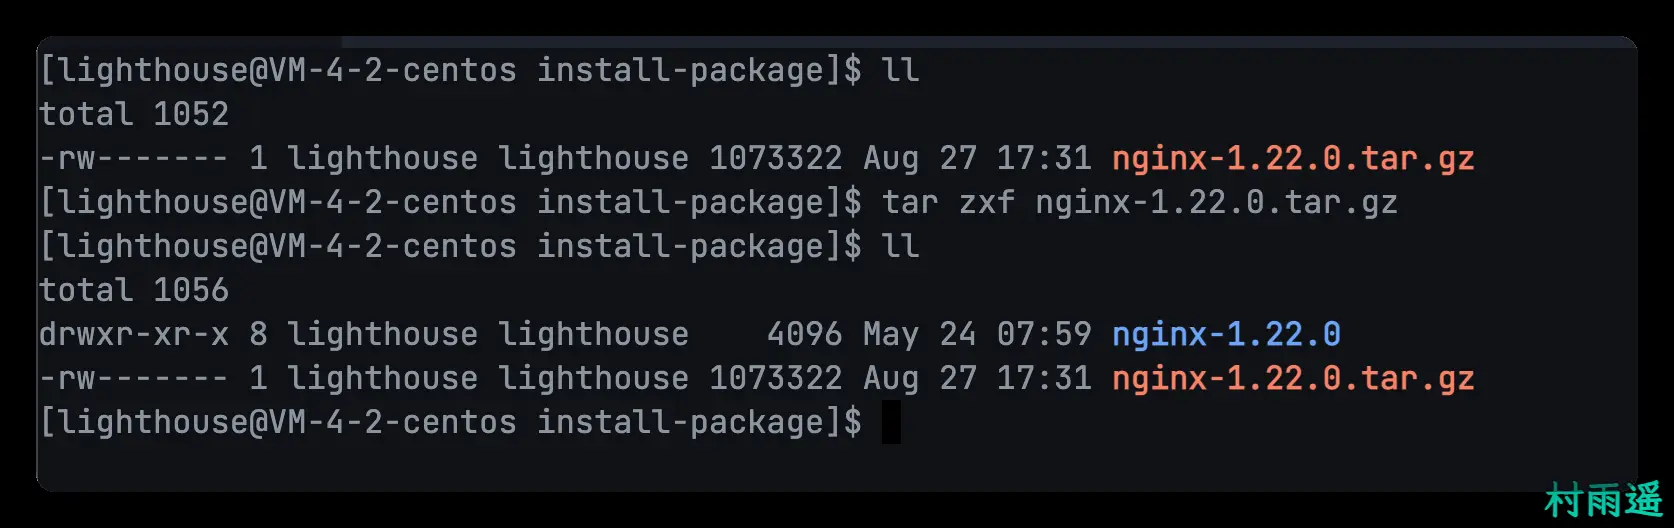 [lighthouse@VM-4-2-centos install-package]$ ll
total 1052
-rw------- 1 lighthouse lighthouse 1073322 Aug 27 17:31 nginx-1.22.0.tar.gz
[lighthouse@VM-4-2-centos install-package]$ tar zxf nginx-1.22.0.tar.gz
[lighthouse@VM-4-2-centos install-package]$ ll
total 1056
drwxr-xr-x 8 lighthouse lighthouse    4096 May 24 07:59 nginx-1.22.0
-rw------- 1 lighthouse lighthouse 1073322 Aug 27 17:31 nginx-1.22.0.tar.gz
[lighthouse@VM-4-2-centos install-package]$
村雨遥